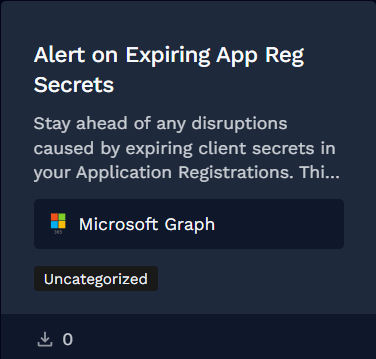 Alert on Expiring App Reg
Secrets
Stay ahead of any disruptions
caused by expiring client secrets in
your Application Registrations. Thi...
365
Microsoft Graph
Uncategorized
0